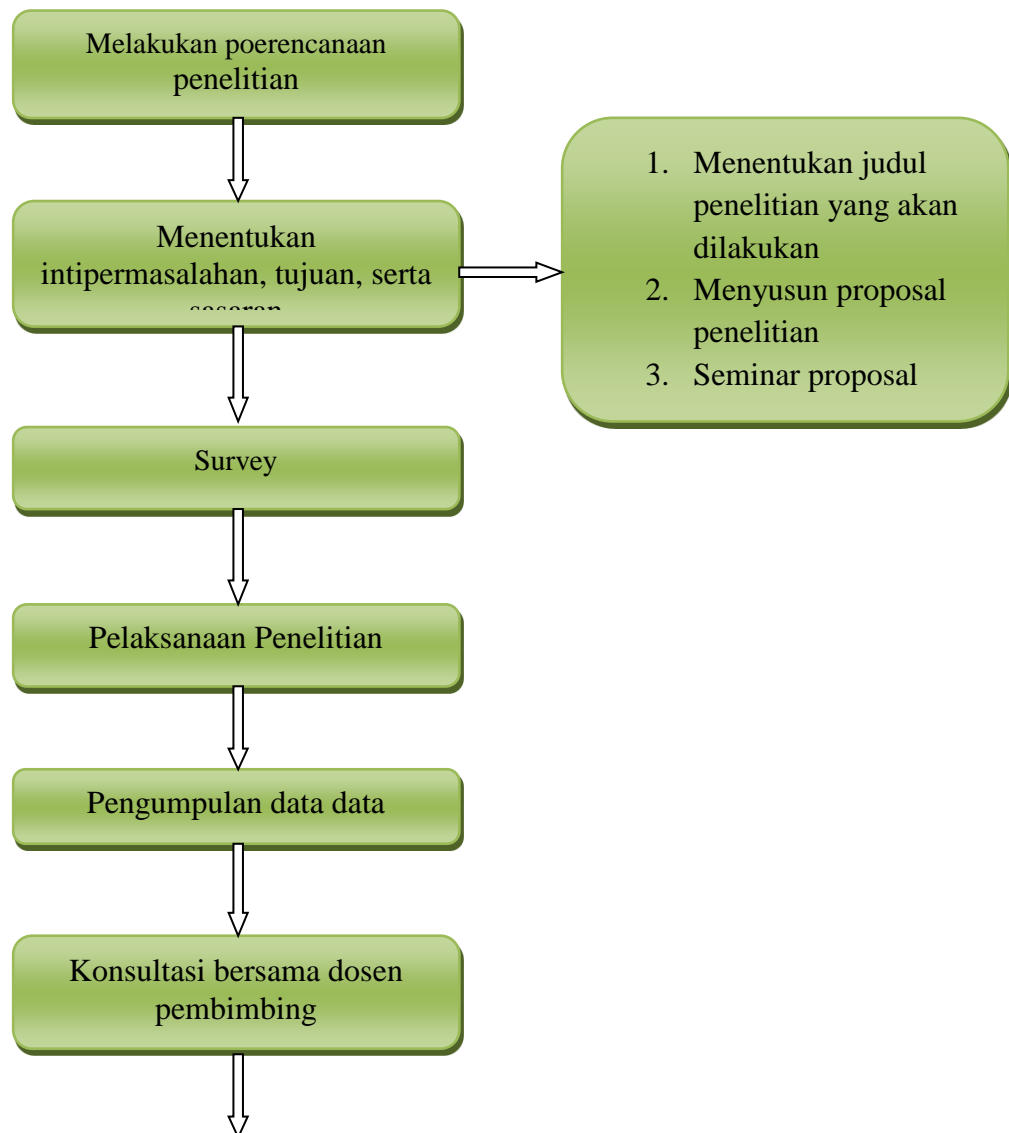 Melakukan poerencanaan
penelitian
Menentukan
intipermasalahan, tujuan, serta
1. Menentukan judul
penelitian yang akan
dilakukan
2. Menyusun proposal
penelitian
3. Seminar proposal
Survey
Pelaksanaan Penelitian
Pengumpulan data data
Konsultasi bersama dosen
pembimbing